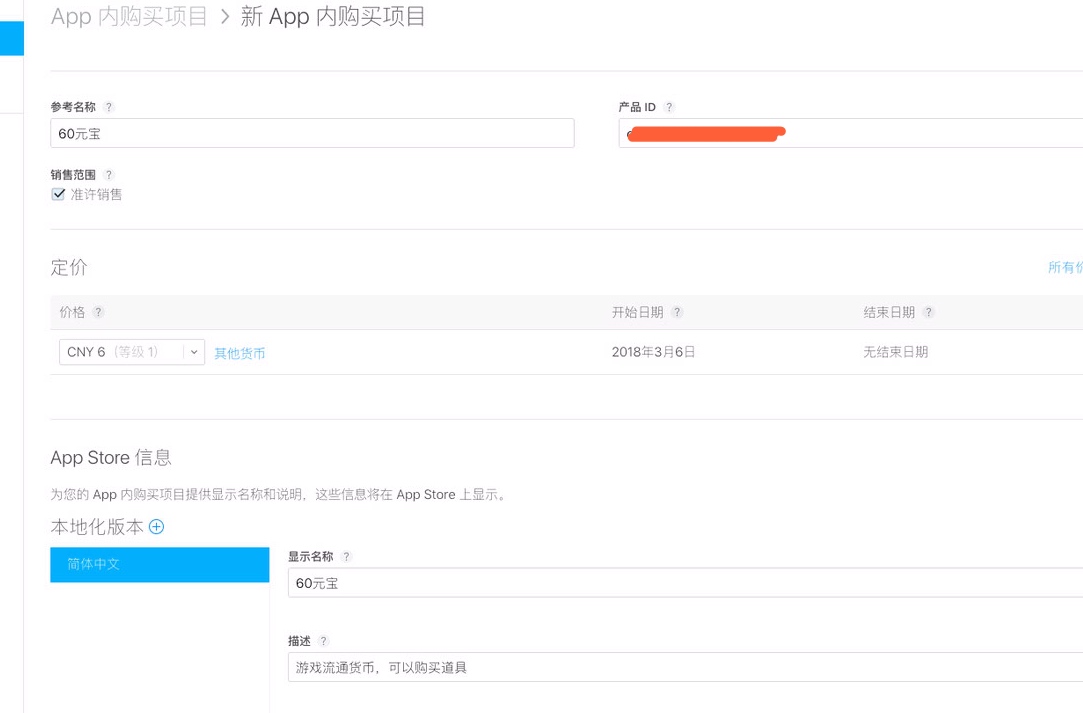 App 内购买项目 > 新 App 内购买项目
参考名称 ? 产品 ID ?
60元宝
销售范围 ?
准许销售
定价 所有
价格 ? 开始日期 ? 结束日期 ?
CNY 6 (等级 1) 其他货币 2018年3月6日 无结束日期
App Store 信息
为您的 App 内购买项目提供显示名称和说明，这些信息将在 App Store 上显示。
本地化版本
简体中文 显示名称 ?
60元宝
描述 ?
游戏流通货币，可以购买道具